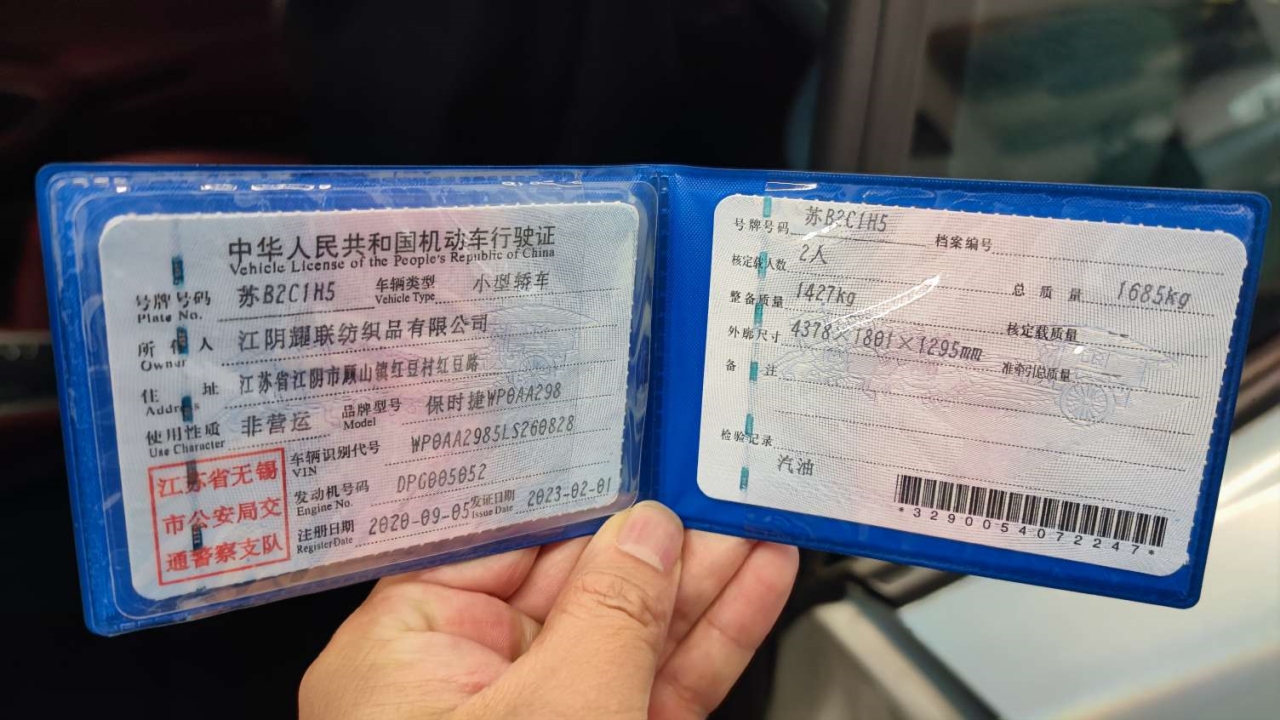 中华人民共和国机动车行驶证
Vehicle License of the People's Republic of China
号牌号码 苏B2C1H5 车辆类型 小型轿车
Plate No. Vehicle Type
所有人 江阴耀联纺织品有限公司
Owner
住址 江苏省江阴市顾山镇红豆村红豆路
Address
使用性质 非营运 品牌型号 保时捷WP0AA298
Use Character Model
车辆识别代号 WP0AA2985LS260828
VIN
发动机号码 DPG005052
Engine No.
注册日期 2020-09-05 发证日期 2023-02-01
Register Date Issue Date
江苏省无锡
市公安局交
通警察支队
号牌号码 苏B2C1H5 档案编号
核定载人数 2人 总质量 1685kg
整备质量 1427kg 核定载质量
外廓尺寸 4378×1801×1295mm 准牵引总质量
备注
检验记录
汽油
*3290054072247*